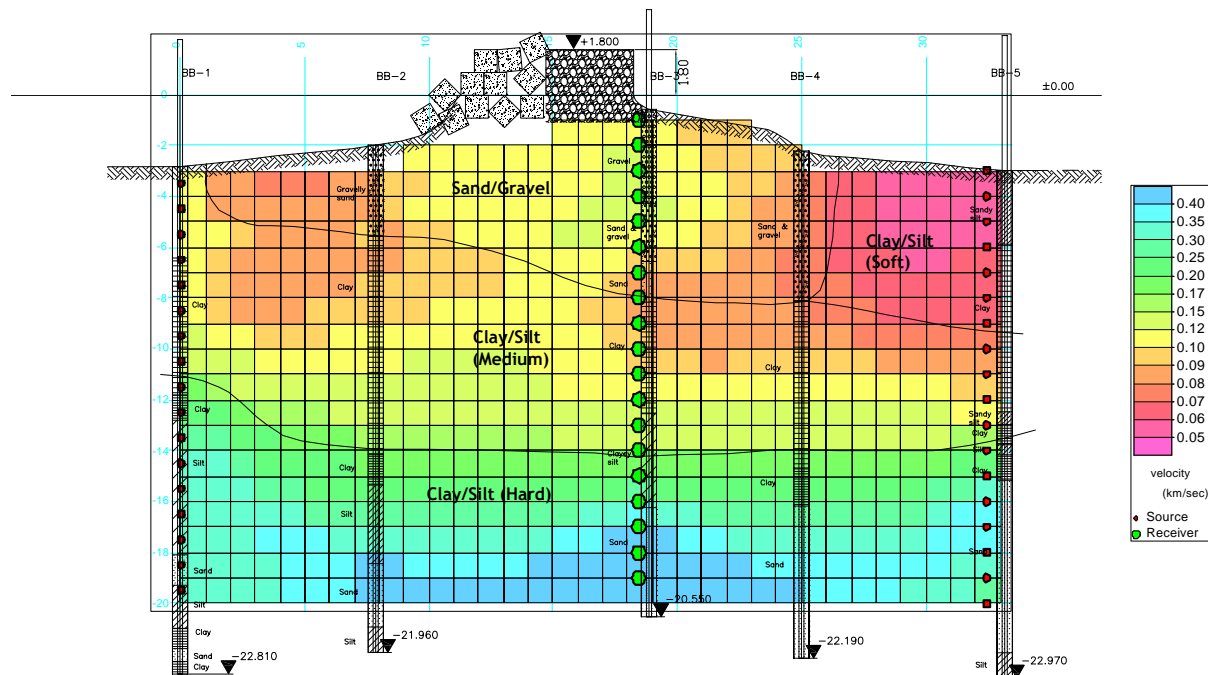 0
5
10
15
20
25
30
+1.800
1.80
BB-1
BB-2
BB-3
BB-4
BB-5
±0.00
0
-2
-4
-6
-8
-10
-12
-14
-16
-18
-20
Gravel
Gravelly
sand
Sand/Gravel
Sand &
gravel
Sand &
gravel
Sandy
silt
Clay/Silt
(Soft)
Clay
Clay
Sand
Clay
Clay/Silt
(Medium)
Clay
Clay
Clay
Sandy
silt
Clay
Silt
Clay
Clayey
silt
Silt
Clay
Clay
Clay/Silt (Hard)
Silt
Sand
Sand
Sand
Sand
Sand
Silt
Clay
Sand
Clay
Silt
Silt
-20.550
-21.960
-22.190
-22.810
-22.970
0.40
0.35
0.30
0.25
0.20
0.17
0.15
0.12
0.10
0.09
0.08
0.07
0.06
0.05
velocity
(km/sec)
Source
Receiver